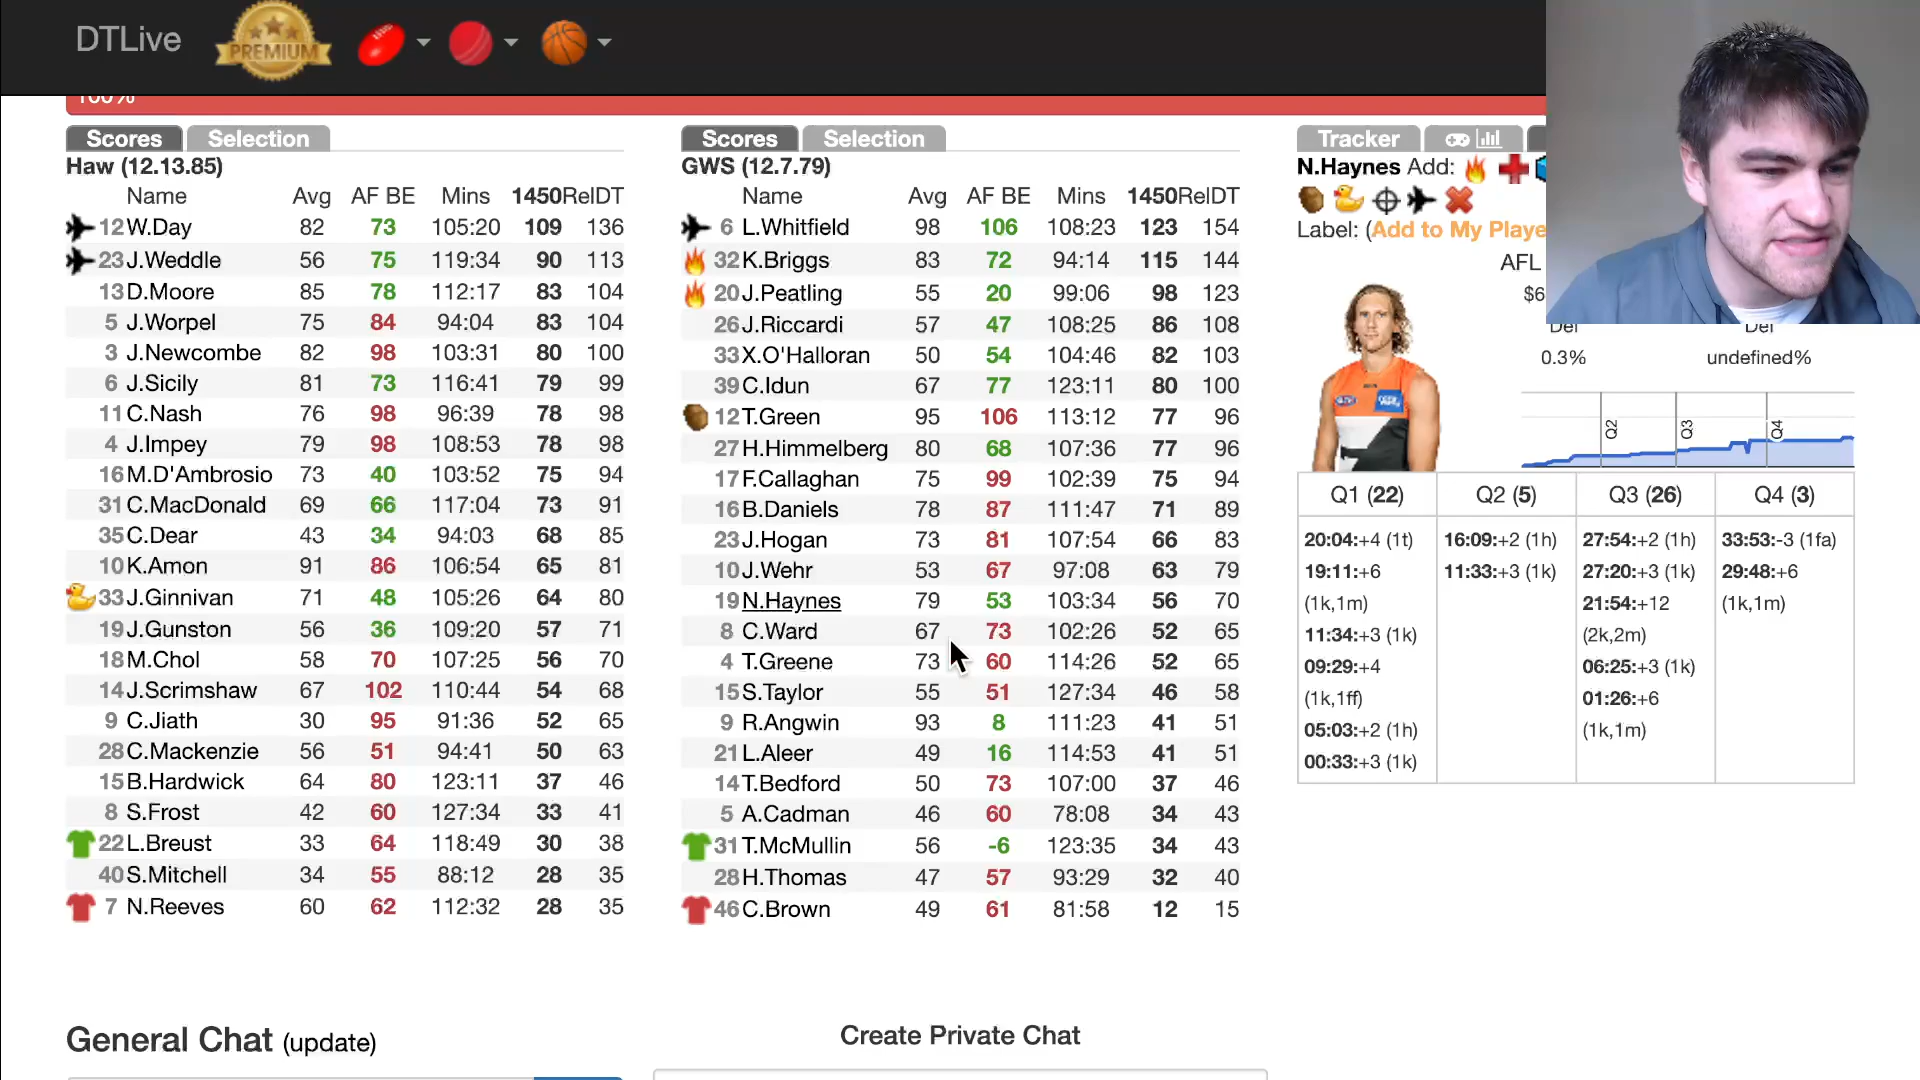 DTLive
PREMIUM
100%
Scores Selection
Haw (12.13.85)
Name Avg AF BE Mins 1450RelDT
12 W.Day 82 73 105:20 109 136
23 J.Weddle 56 75 119:34 90 113
13 D.Moore 85 78 112:17 83 104
5 J.Worpel 75 84 94:04 83 104
3 J.Newcombe 82 98 103:31 80 100
6 J.Sicily 81 73 116:41 79 99
11 C.Nash 76 98 96:39 78 98
4 J.Impey 79 98 108:53 78 98
16 M.D'Ambrosio 73 40 103:52 75 94
31 C.MacDonald 69 66 117:04 73 91
35 C.Dear 43 34 94:03 68 85
10 K.Amon 91 86 106:54 65 81
33 J.Ginnivan 71 48 105:26 64 80
19 J.Gunston 56 36 109:20 57 71
18 M.Chol 58 70 107:25 56 70
14 J.Scrimshaw 67 102 110:44 54 68
9 C.Jiath 30 95 91:36 52 65
28 C.Mackenzie 56 51 94:41 50 63
15 B.Hardwick 64 80 123:11 37 46
8 S.Frost 42 60 127:34 33 41
22 L.Breust 33 64 118:49 30 38
40 S.Mitchell 34 55 88:12 28 35
7 N.Reeves 60 62 112:32 28 35
Scores Selection
GWS (12.7.79)
Name Avg AF BE Mins 1450RelDT
6 L.Whitfield 98 106 108:23 123 154
32 K.Briggs 83 72 94:14 115 144
20 J.Peatling 55 20 99:06 98 123
26 J.Riccardi 57 47 108:25 86 108
33 X.O'Halloran 50 54 104:46 82 103
39 C.Idun 67 77 123:11 80 100
12 T.Green 95 106 113:12 77 96
27 H.Himmelberg 80 68 107:36 77 96
17 F.Callaghan 75 99 102:39 75 94
16 B.Daniels 78 87 111:47 71 89
23 J.Hogan 73 81 107:54 66 83
10 J.Wehr 53 67 97:08 63 79
19 N.Haynes 79 53 103:34 56 70
8 C.Ward 67 73 102:26 52 65
4 T.Greene 73 60 114:26 52 65
15 S.Taylor 55 51 127:34 46 58
9 R.Angwin 93 8 111:23 41 51
21 L.Aleer 49 16 114:53 41 51
14 T.Bedford 50 73 107:00 37 46
5 A.Cadman 46 60 78:08 34 43
31 T.McMullin 56 -6 123:35 34 43
28 H.Thomas 47 57 93:29 32 40
46 C.Brown 49 61 81:58 12 15
Tracker
N.Haynes Add:
Label: (Add to My Playe
AFL
$6
Def Def
0.3% undefined%
Q2 Q3 Q4
Q1 (22) Q2 (5) Q3 (26) Q4 (3)
20:04:+4 (1t) 16:09:+2 (1h) 27:54:+2 (1h) 33:53:-3 (1fa)
19:11:+6 11:33:+3 (1k) 27:20:+3 (1k) 29:48:+6
(1k,1m) 21:54:+12 (1k,1m)
11:34:+3 (1k) (2k,2m)
09:29:+4 06:25:+3 (1k)
(1k,1ff) 01:26:+6
05:03:+2 (1h) (1k,1m)
00:33:+3 (1k)
General Chat (update)
Create Private Chat